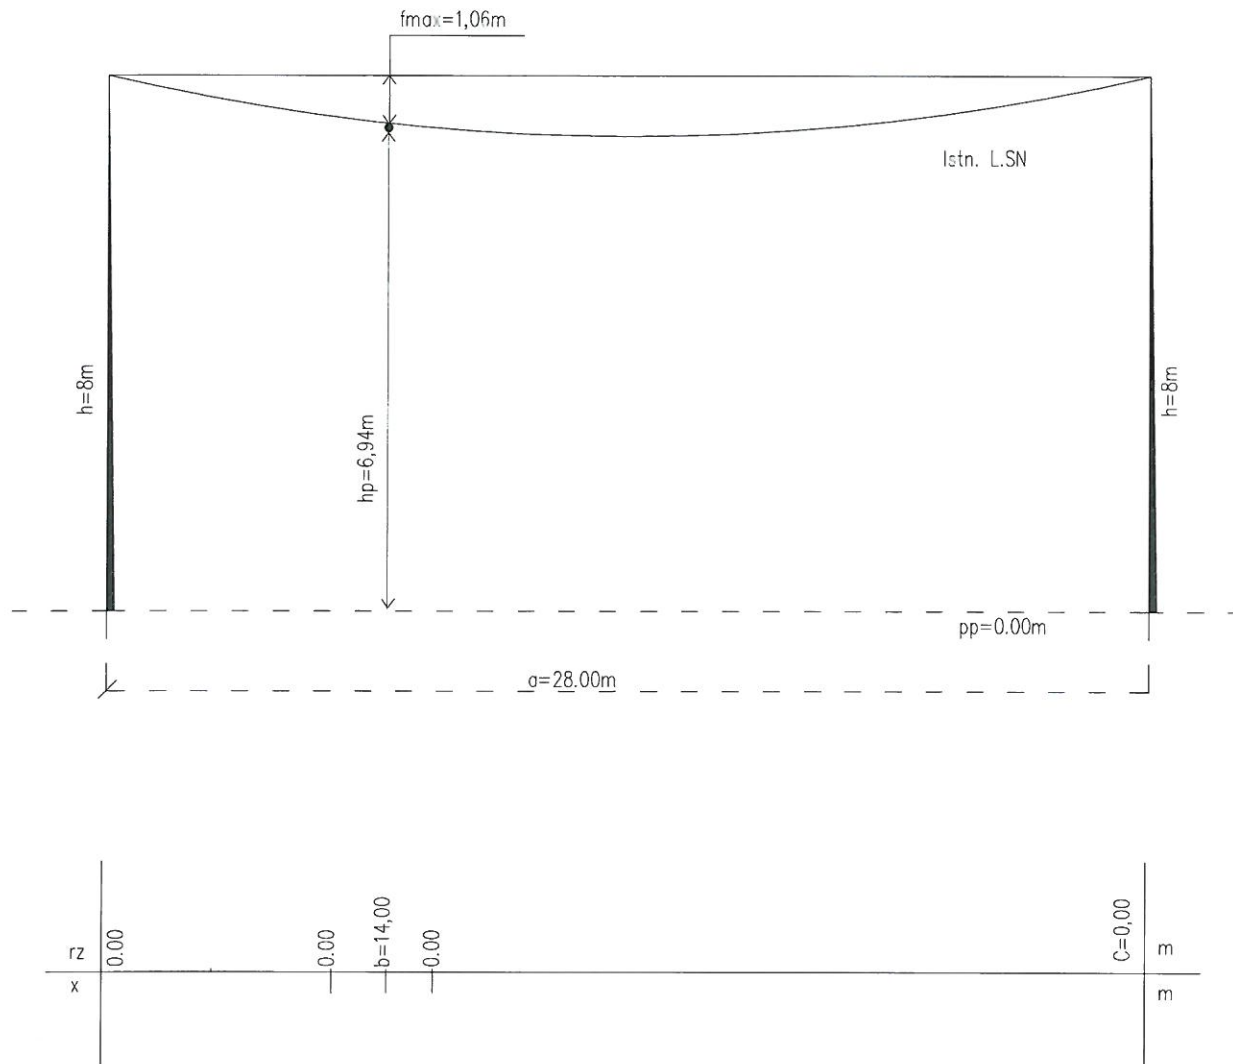 fmax=1,06m
Istn. L.SN
h=8m
hp=6,94m
h=8m
pp=0.00m
a=28.00m
rz
0.00
0.00
b=14,00
0.00
C=0,00
m
x
m